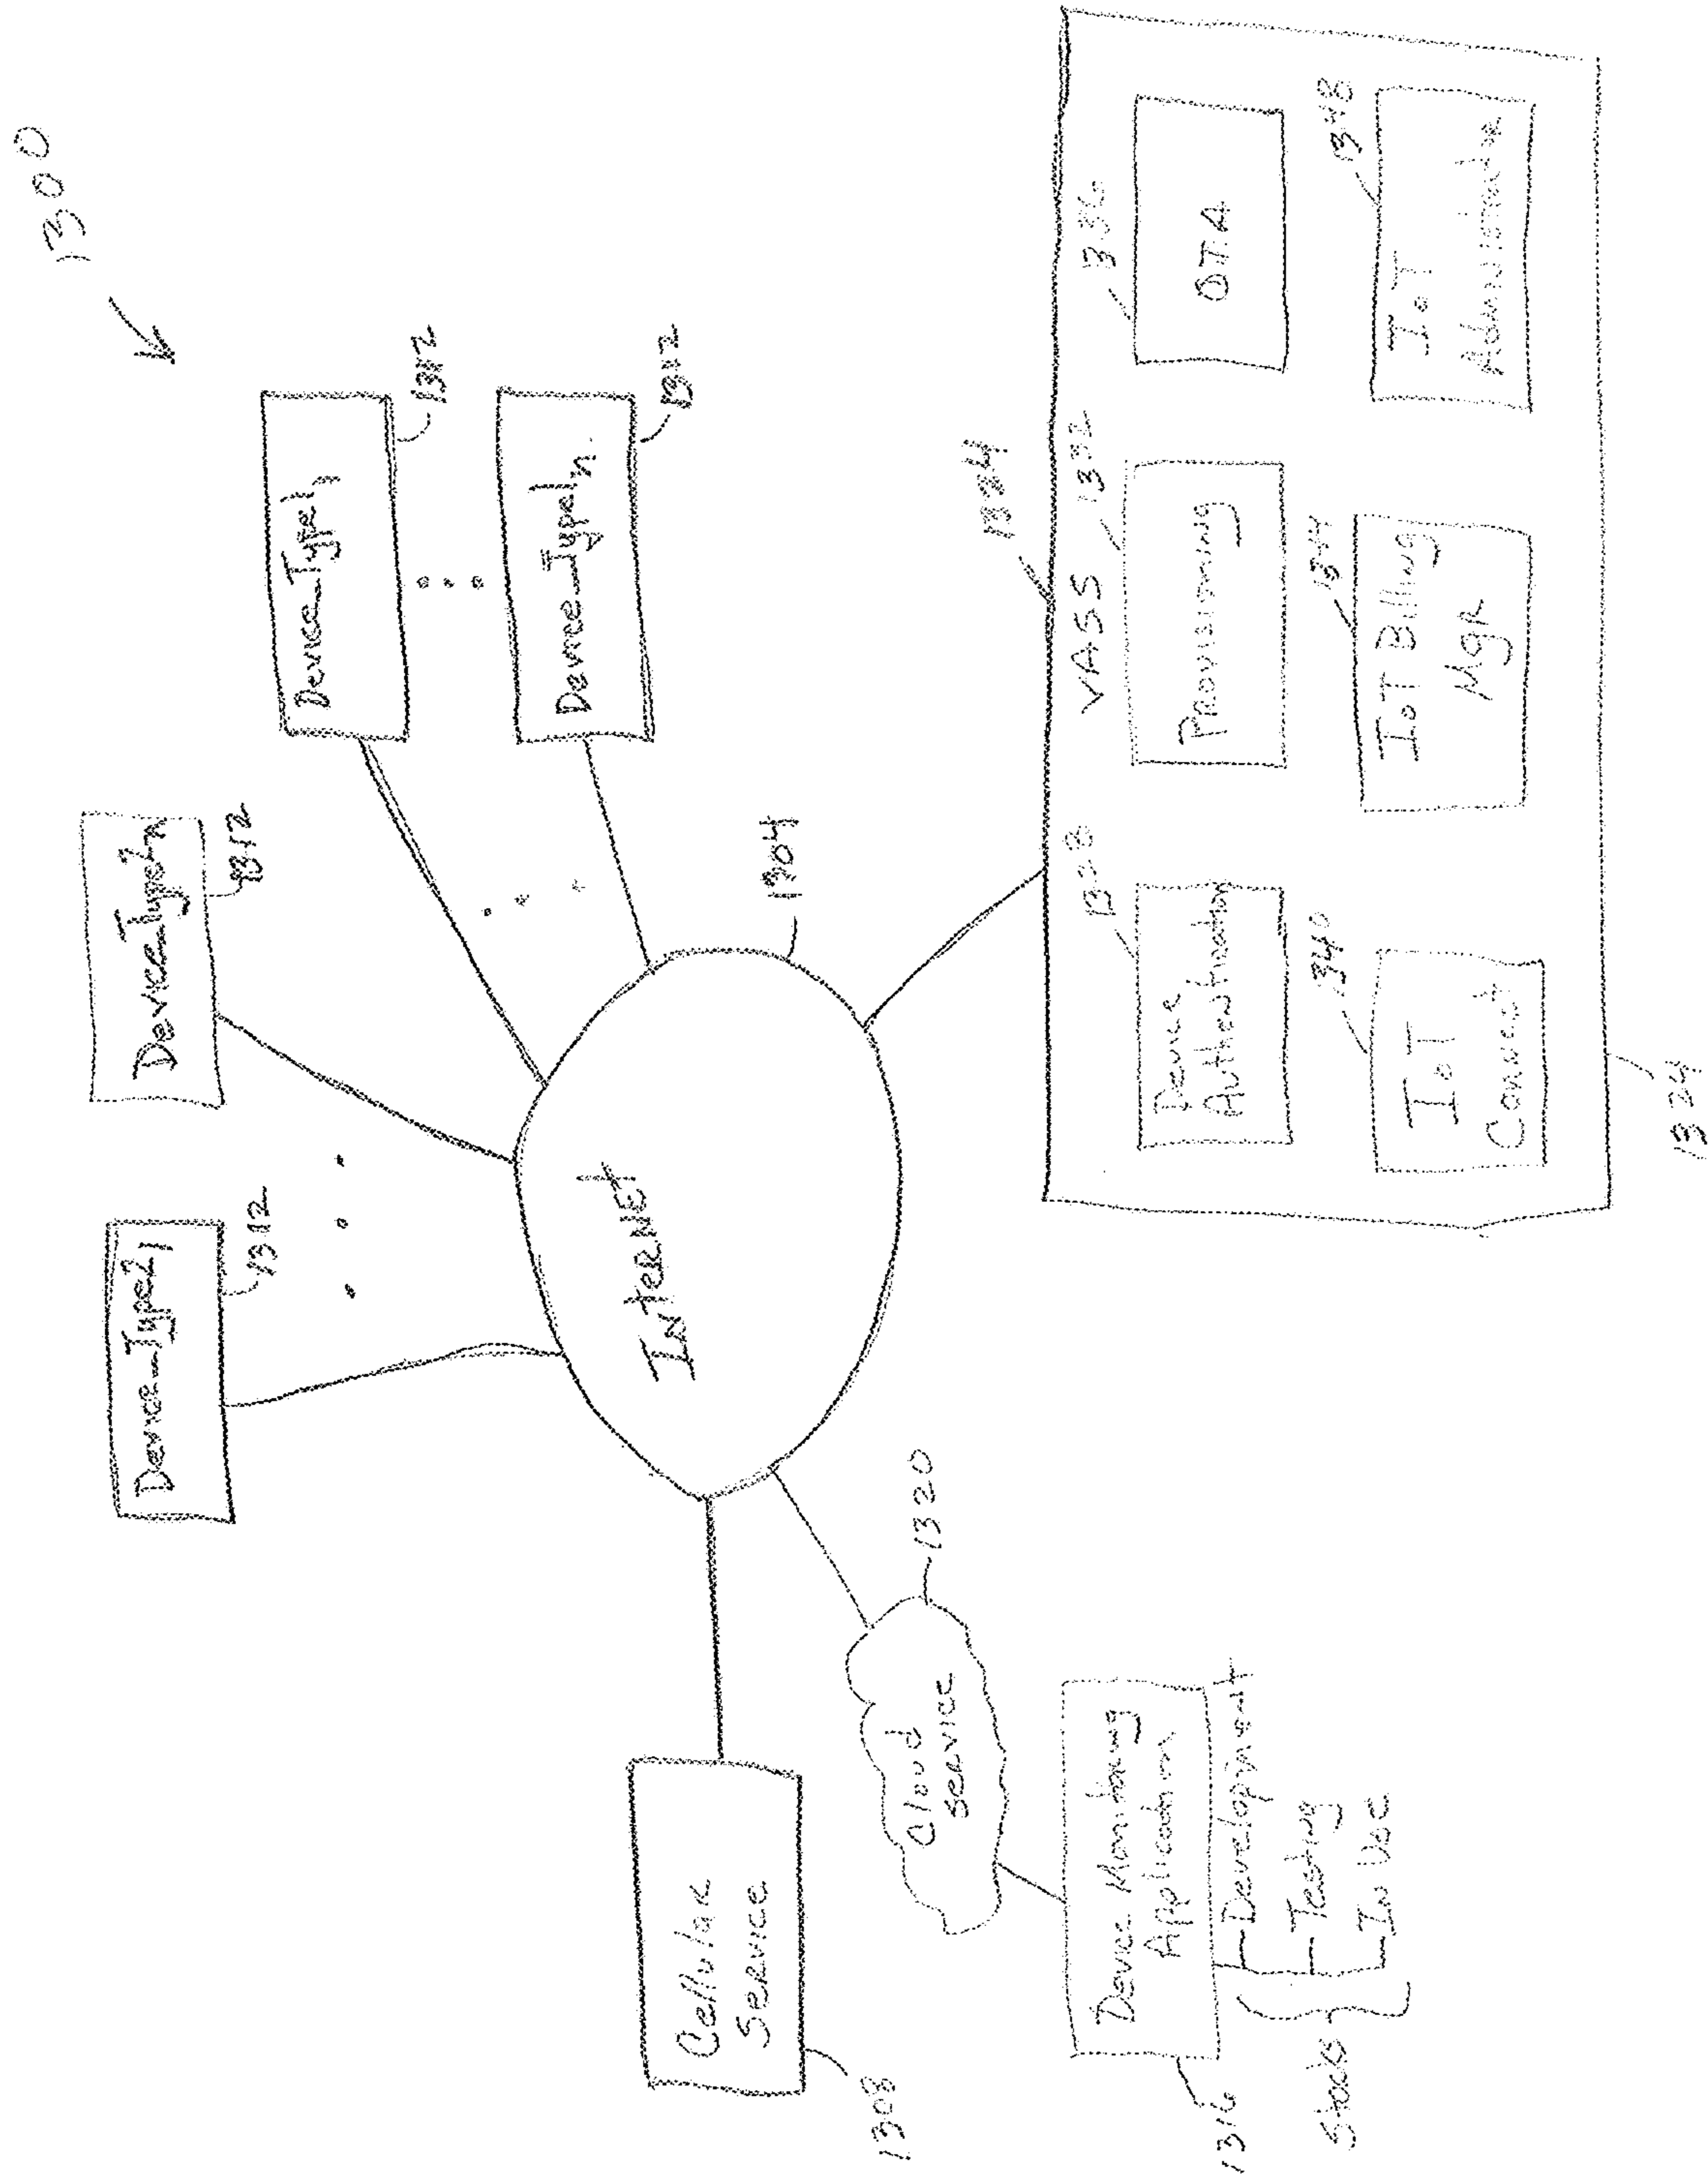 1300
Device_Type2₁
1312
Device_Type2ₙ
1312
Device_Type1₁
1312
Device_Type1ₙ
1312
Internet
1304
Cellular
Service
1308
Cloud
Service
1320
Device Monitoring
Application
1316
Development
Testing
In Use
Stacks
1324
VASS
Device
Authentication
1328
Provisioning
1332
OTA
1336
IoT
Connect
1340
IoT Billing
Mgr
1344
IoT
Administrator
1348
1324